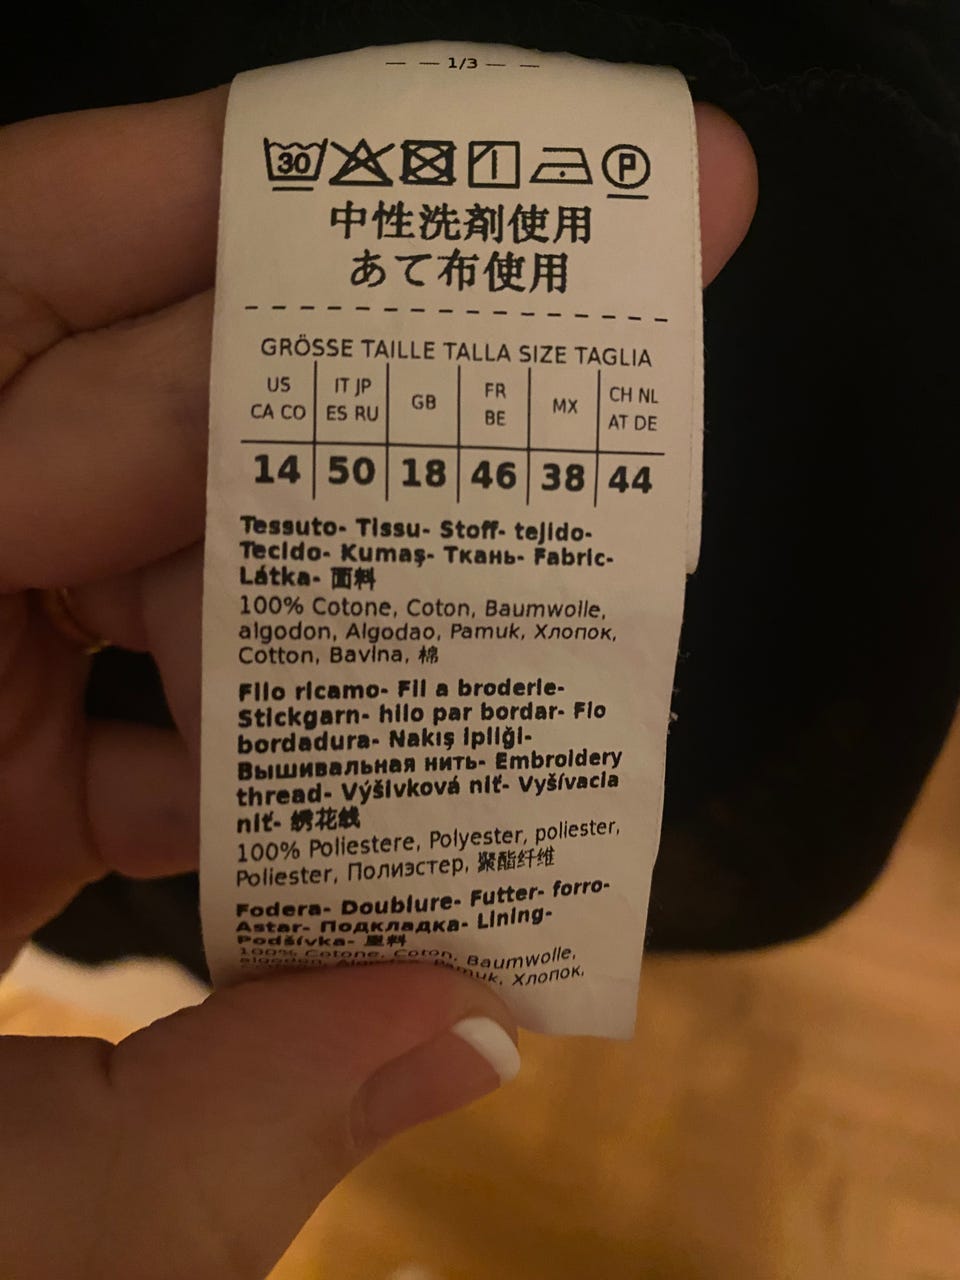 1/3
30 P
中性洗剤使用
あて布使用
GRÖSSE TAILLE TALLA SIZE TAGLIA
US CA CO | IT JP ES RU | GB | FR BE | MX | CH NL AT DE
14 | 50 | 18 | 46 | 38 | 44
Tessuto- Tissu- Stoff- tejido-
Tecido- Kumaş- Ткань- Fabric-
Látka- 面料
100% Cotone, Coton, Baumwolle,
algodon, Algodao, Pamuk, Хлопок,
Cotton, Bavlna, 棉
Filo ricamo- Fil a broderie-
Stickgarn- hilo par bordar- Fio
bordadura- Nakış ipliği-
Вышивальная нить- Embroidery
thread- Výšivková niť- Vyšívacia
niť- 绣花线
100% Poliestere, Polyester, poliester,
Poliester, Полиэстер, 聚酯纤维
Fodera- Doublure- Futter- forro-
Astar- Подкладка- Lining-
Podšívka- 里料
100% Cotone, Coton, Baumwolle,
algodon, Algodao, Pamuk, Хлопок,